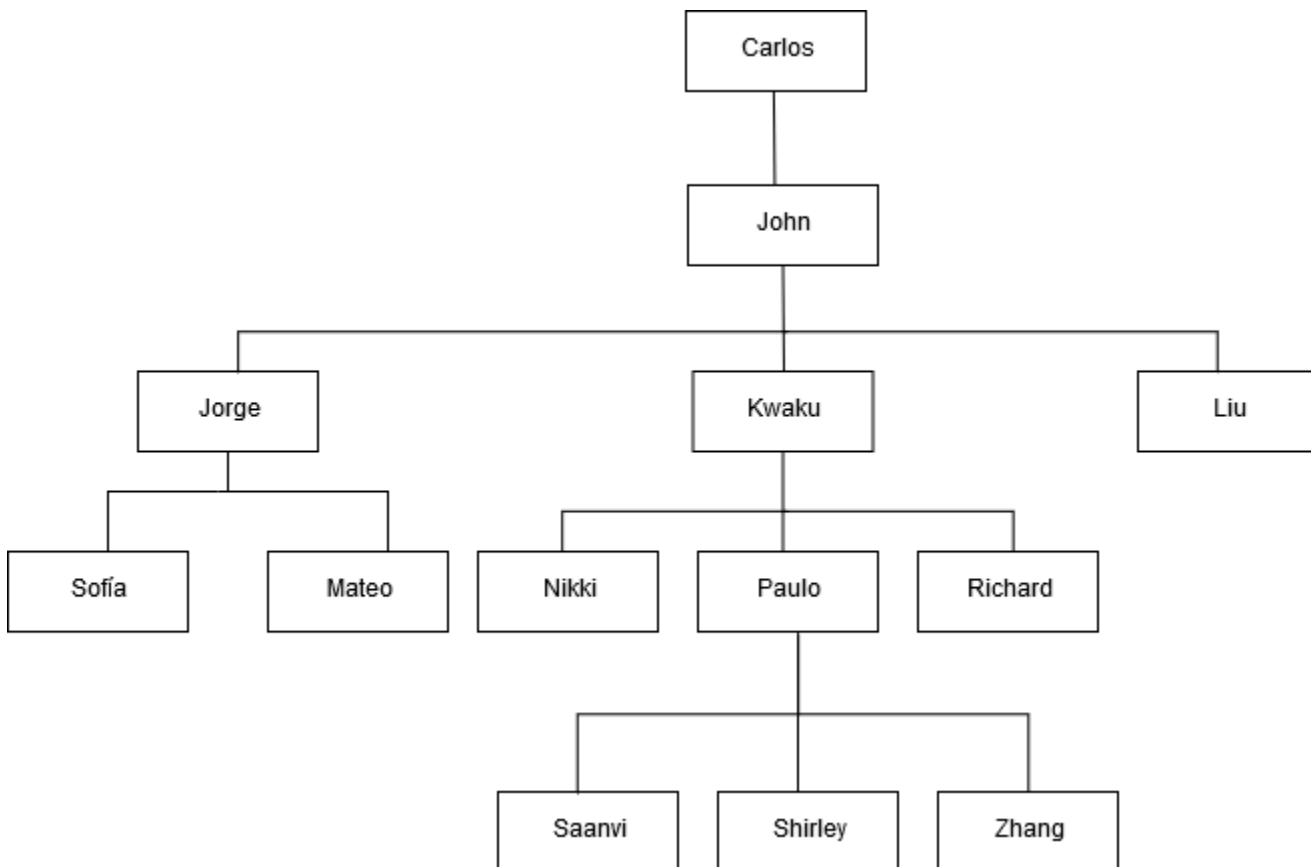 Carlos
John
Jorge
Kwaku
Liu
Sofía
Mateo
Nikki
Paulo
Richard
Saanvi
Shirley
Zhang